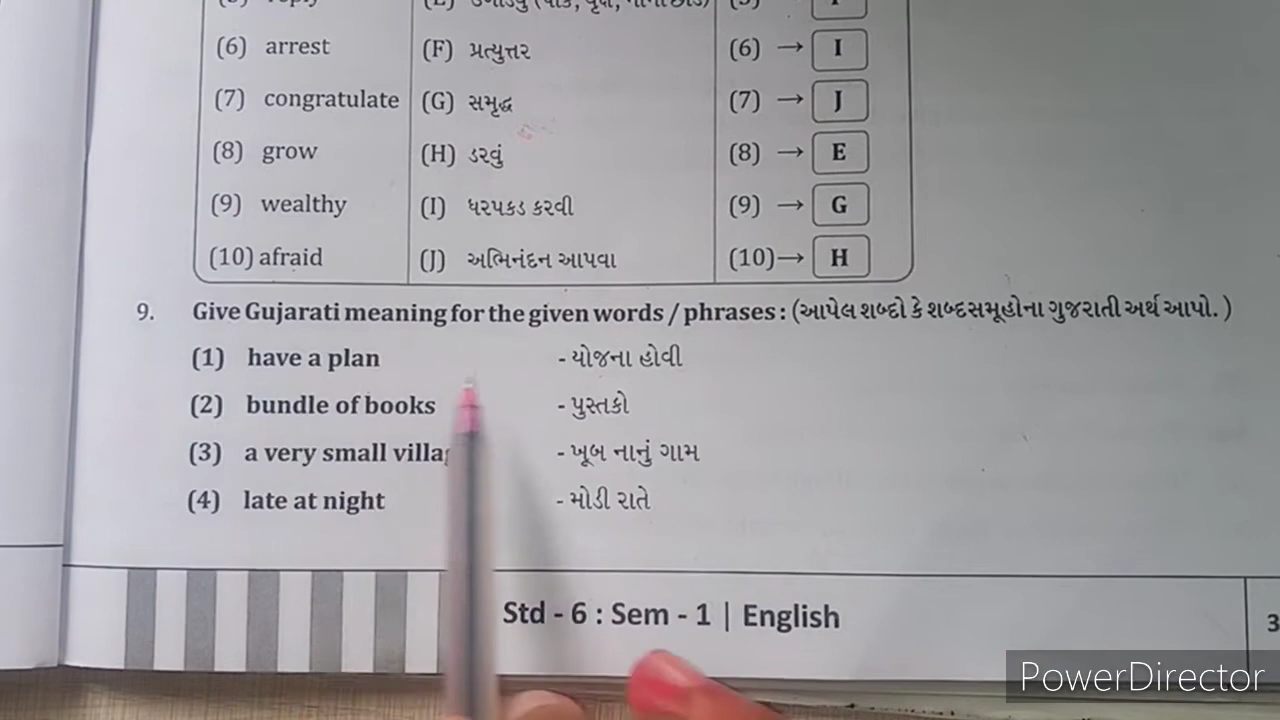 (6) arrest (F) પ્રત્યુત્તર (6) → I
(7) congratulate (G) સમૃદ્ધ (7) → J
(8) grow (H) ડરવું (8) → E
(9) wealthy (I) ધરપકડ કરવી (9) → G
(10) afraid (J) અભિનંદન આપવા (10) → H
9. Give Gujarati meaning for the given words / phrases : (આપેલ શબ્દો કે શબ્દસમૂહોના ગુજરાતી અર્થ આપો. )
(1) have a plan - યોજના હોવી
(2) bundle of books - પુસ્તકો
(3) a very small - ખૂબ નાનું ગામ
(4) late at night - મોડી રાતે
Std - 6 : Sem - 1 | English
3
PowerDirector